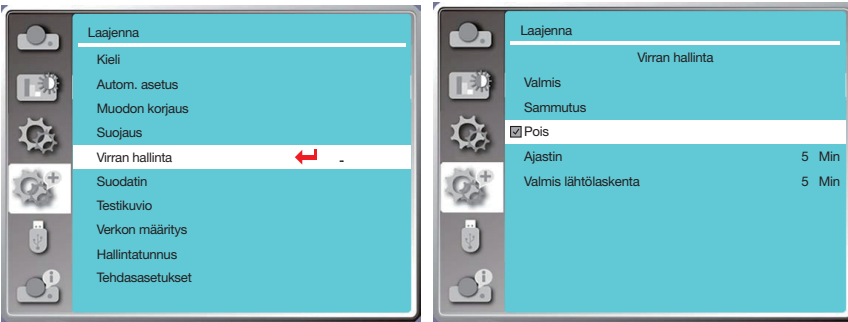 Laajenna
Kieli
Autom. asetus
Muodon korjaus
Suojaus
Virran hallinta -
Suodatin
Testikuvio
Verkon määritys
Hallintatunnus
Tehdasasetukset
Laajenna
Virran hallinta
Valmis
Sammutus
Pois
Ajastin 5 Min
Valmis lähtölaskenta 5 Min